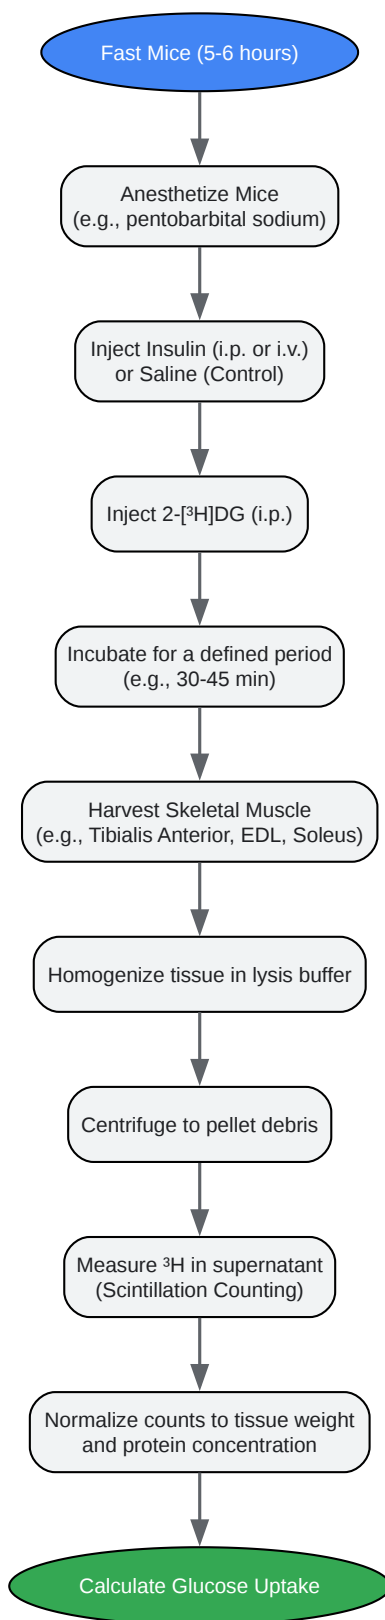 Fast Mice (5-6 hours)
Anesthetize Mice
(e.g., pentobarbital sodium)
Inject Insulin (i.p. or i.v.)
or Saline (Control)
Inject 2-[³H]DG (i.p.)
Incubate for a defined period
(e.g., 30-45 min)
Harvest Skeletal Muscle
(e.g., Tibialis Anterior, EDL, Soleus)
Homogenize tissue in lysis buffer
Centrifuge to pellet debris
Measure ³H in supernatant
(Scintillation Counting)
Normalize counts to tissue weight
and protein concentration
Calculate Glucose Uptake